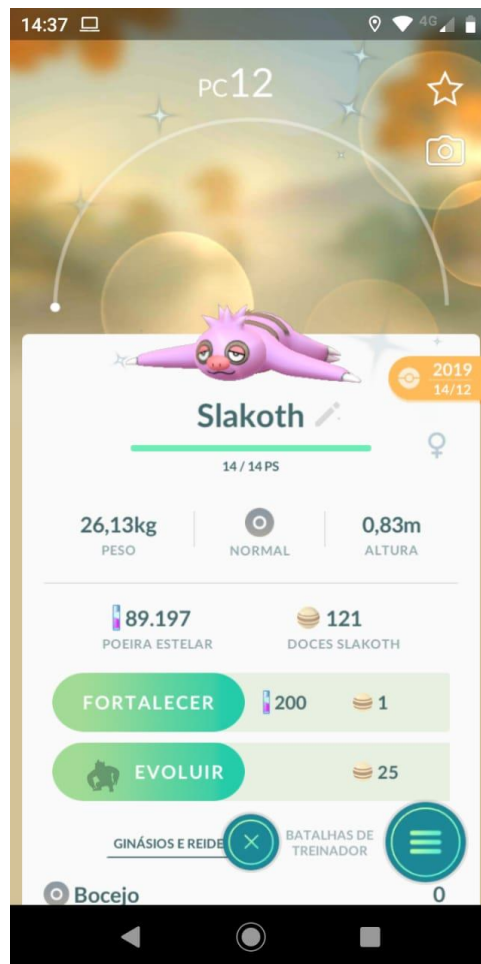 14:37
4G
PC12
2019
14/12
Slakoth
14 / 14 PS
26,13kg
PESO
NORMAL
0,83m
ALTURA
89.197
POEIRA ESTELAR
121
DOCES SLAKOTH
FORTALECER 200 1
EVOLUIR 25
GINÁSIOS E REIDE
BATALHAS DE
TREINADOR
Bocejo 0